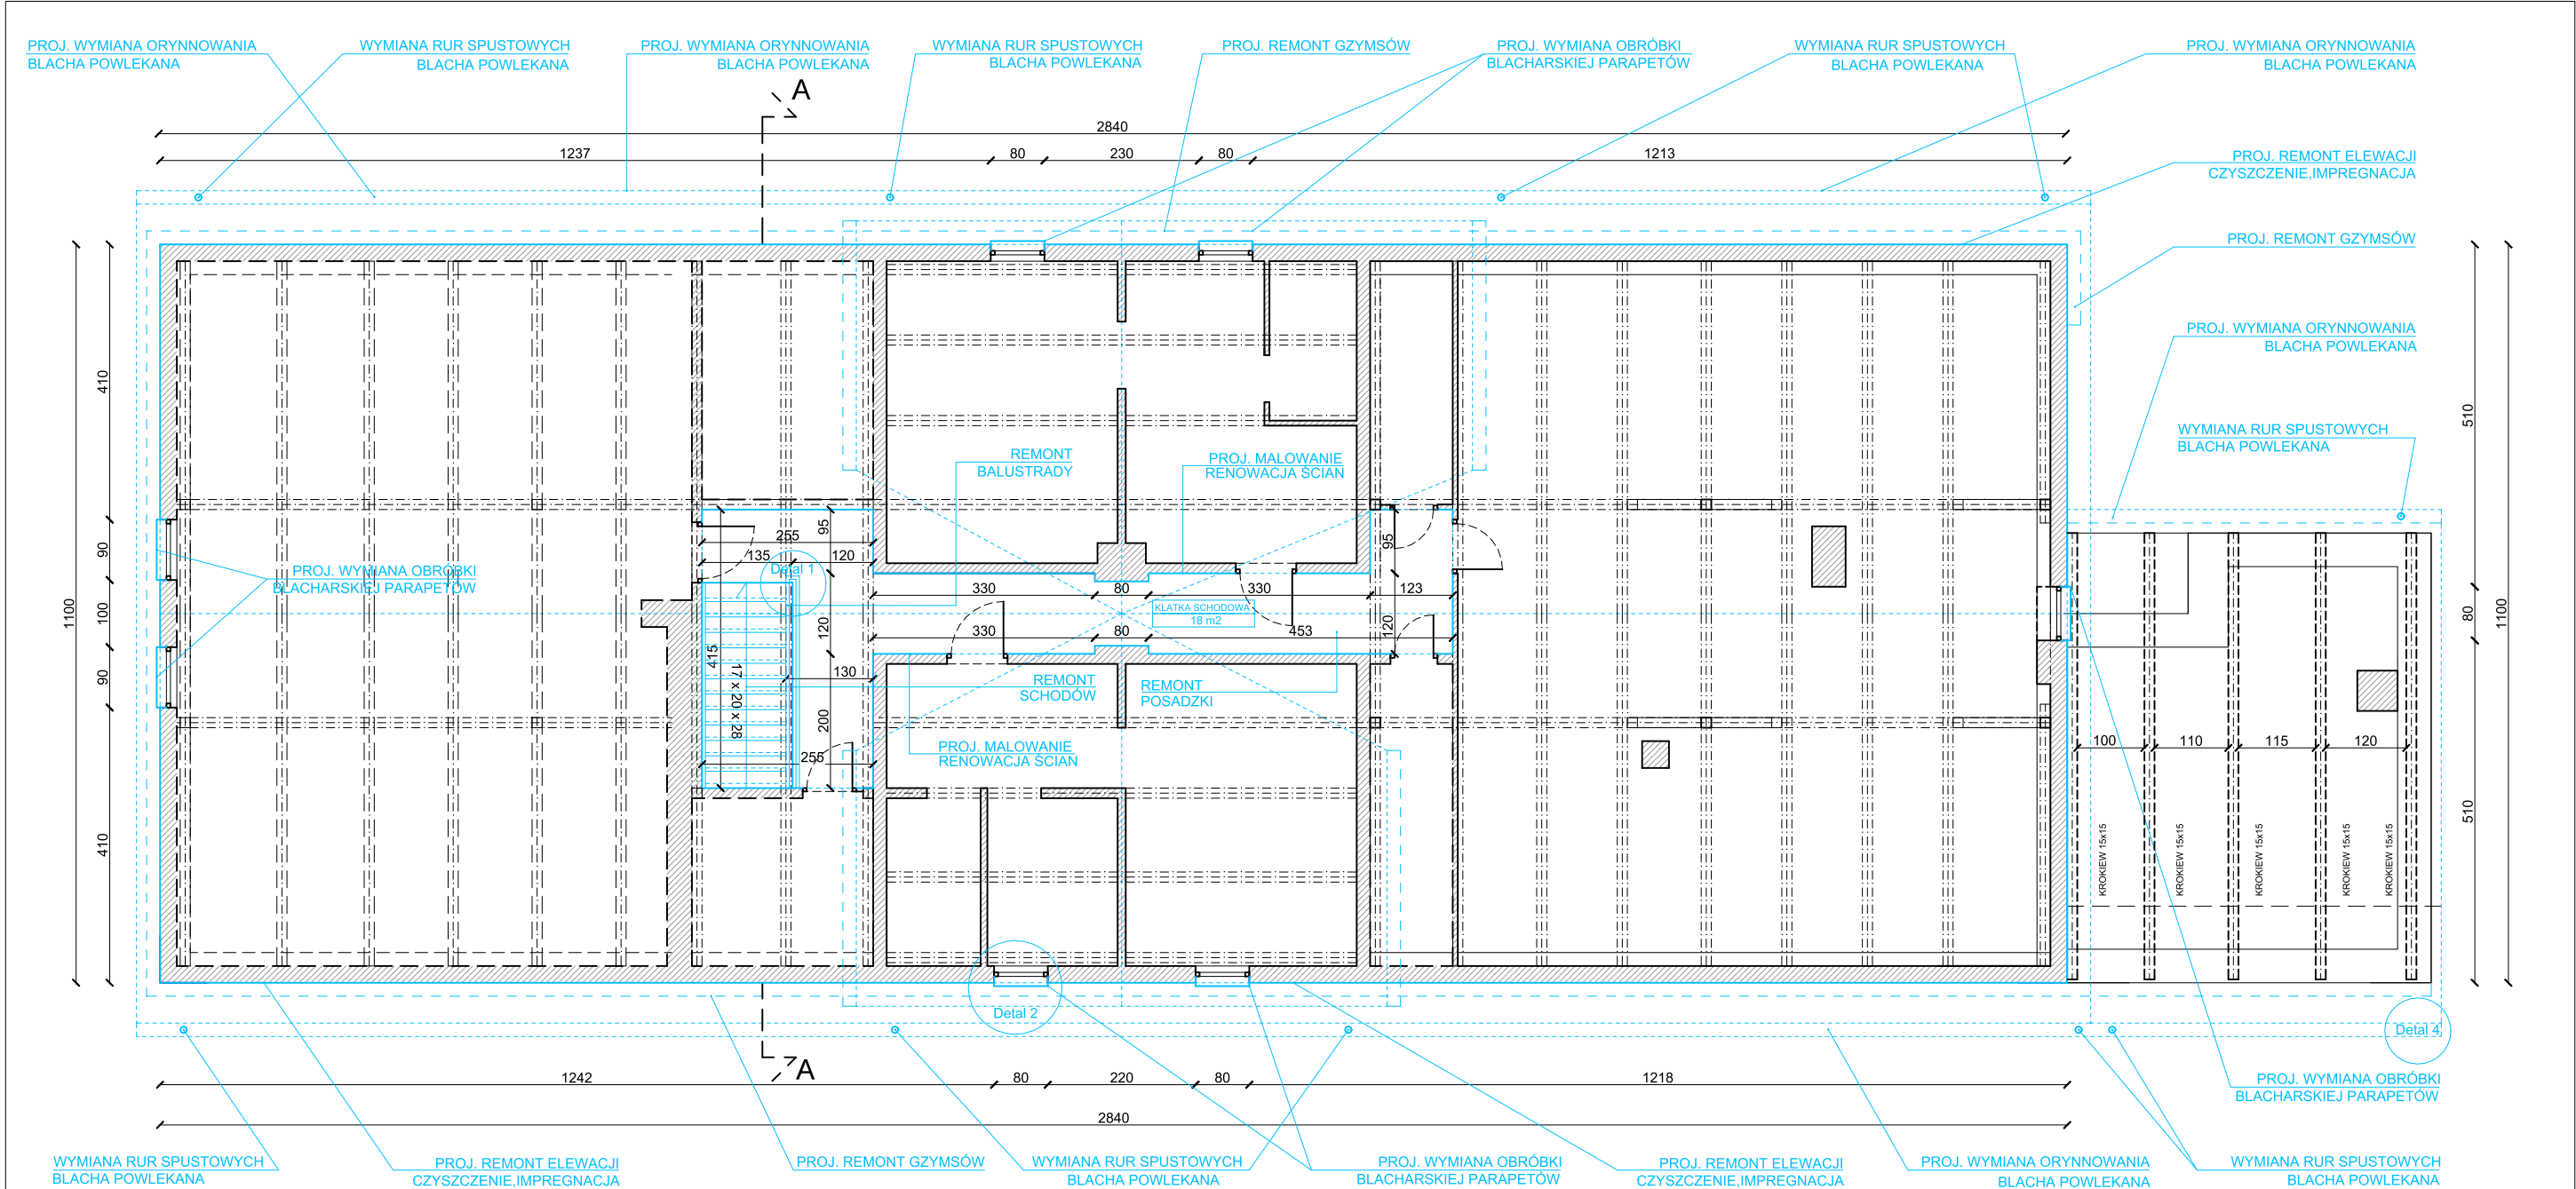 PROJ. WYMIANA ORYNNOWANIA
BLACHA POWLEKANA
WYMIANA RUR SPUSTOWYCH
BLACHA POWLEKANA
PROJ. WYMIANA ORYNNOWANIA
BLACHA POWLEKANA
WYMIANA RUR SPUSTOWYCH
BLACHA POWLEKANA
PROJ. REMONT GZYMSÓW
PROJ. WYMIANA OBRÓBKI
BLACHARSKIEJ PARAPETÓW
WYMIANA RUR SPUSTOWYCH
BLACHA POWLEKANA
PROJ. WYMIANA ORYNNOWANIA
BLACHA POWLEKANA
A
2840
1237
80
230
80
1213
PROJ. REMONT ELEWACJI
CZYSZCZENIE,IMPREGNACJA
PROJ. REMONT GZYMSÓW
PROJ. WYMIANA ORYNNOWANIA
BLACHA POWLEKANA
WYMIANA RUR SPUSTOWYCH
BLACHA POWLEKANA
1100
410
90
100
90
410
510
80
510
1100
REMONT
BALUSTRADY
PROJ. MALOWANIE
RENOWACJA ŚCIAN
PROJ. WYMIANA OBRÓBKI
BLACHARSKIEJ PARAPETÓW
95
255
135
120
Detal 1
95
330
80
330
123
KLATKA SCHODOWA
18 m2
120
120
330
80
453
415
17 x 20 x 28
130
REMONT
SCHODÓW
REMONT
POSADZKI
200
255
PROJ. MALOWANIE
RENOWACJA ŚCIAN
100
110
115
120
KROKIEW 15x15
KROKIEW 15x15
KROKIEW 15x15
KROKIEW 15x15
KROKIEW 15x15
Detal 2
Detal 4
A
1242
80
220
80
1218
2840
PROJ. WYMIANA OBRÓBKI
BLACHARSKIEJ PARAPETÓW
WYMIANA RUR SPUSTOWYCH
BLACHA POWLEKANA
PROJ. REMONT ELEWACJI
CZYSZCZENIE,IMPREGNACJA
PROJ. REMONT GZYMSÓW
WYMIANA RUR SPUSTOWYCH
BLACHA POWLEKANA
PROJ. WYMIANA OBRÓBKI
BLACHARSKIEJ PARAPETÓW
PROJ. REMONT ELEWACJI
CZYSZCZENIE,IMPREGNACJA
PROJ. WYMIANA ORYNNOWANIA
BLACHA POWLEKANA
WYMIANA RUR SPUSTOWYCH
BLACHA POWLEKANA